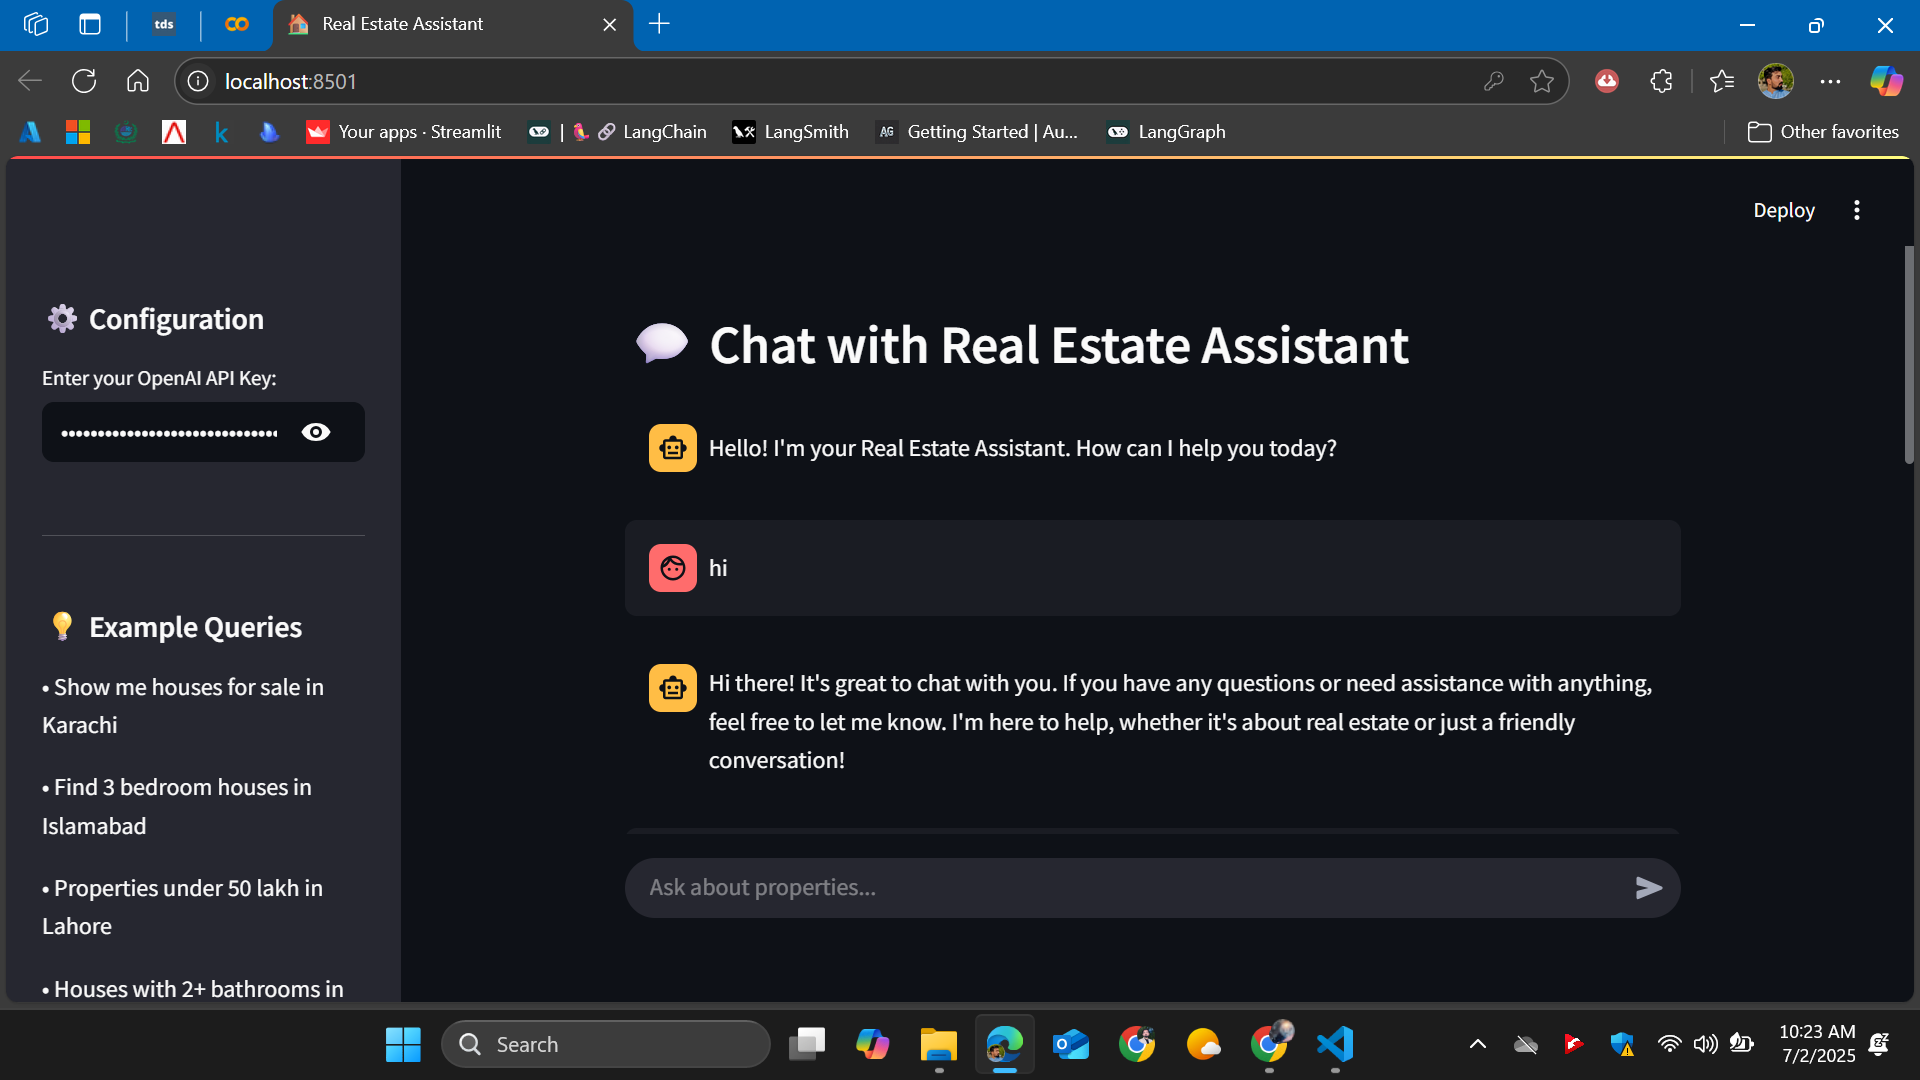 tds
Real Estate Assistant
localhost:8501
Your apps · Streamlit
| 🦜🔗 LangChain
LangSmith
AG
Getting Started | Au...
LangGraph
Other favorites
Deploy
Configuration
Enter your OpenAI API Key:
Example Queries
• Show me houses for sale in
Karachi
• Find 3 bedroom houses in
Islamabad
• Properties under 50 lakh in
Lahore
• Houses with 2+ bathrooms in
Chat with Real Estate Assistant
Hello! I'm your Real Estate Assistant. How can I help you today?
hi
Hi there! It's great to chat with you. If you have any questions or need assistance with anything,
feel free to let me know. I'm here to help, whether it's about real estate or just a friendly
conversation!
Ask about properties...
Search
10:23 AM
7/2/2025